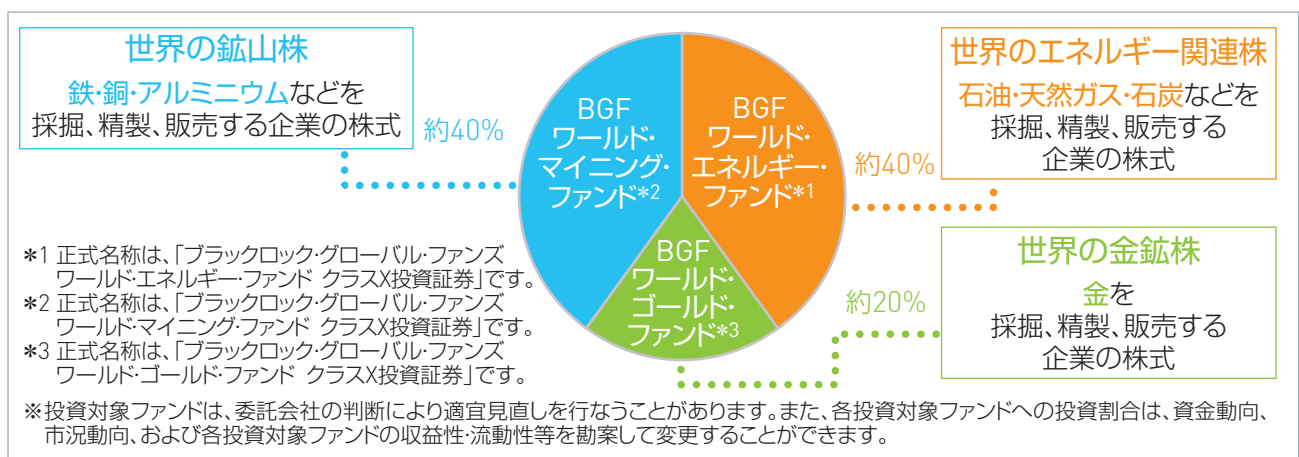 世界の鉱山株
鉄・銅・アルミニウムなどを
採掘、精製、販売する企業の株式
約40%
BGF
ワールド・
マイニング・
ファンド*2
BGF
ワールド・
エネルギー・
ファンド*1
BGF
ワールド・
ゴールド・
ファンド*3
世界のエネルギー関連株
石油・天然ガス・石炭などを
採掘、精製、販売する
企業の株式
約40%
世界の金鉱株
金を
採掘、精製、販売する
企業の株式
約20%
*1 正式名称は、「ブラックロック・グローバル・ファンズ
ワールド・エネルギー・ファンド クラスX投資証券」です。
*2 正式名称は、「ブラックロック・グローバル・ファンズ
ワールド・マイニング・ファンド クラスX投資証券」です。
*3 正式名称は、「ブラックロック・グローバル・ファンズ
ワールド・ゴールド・ファンド クラスX投資証券」です。
※投資対象ファンドは、委託会社の判断により適宜見直しを行なうことがあります。また、各投資対象ファンドへの投資割合は、資金動向、
市況動向、および各投資対象ファンドの収益性・流動性等を勘案して変更することができます。